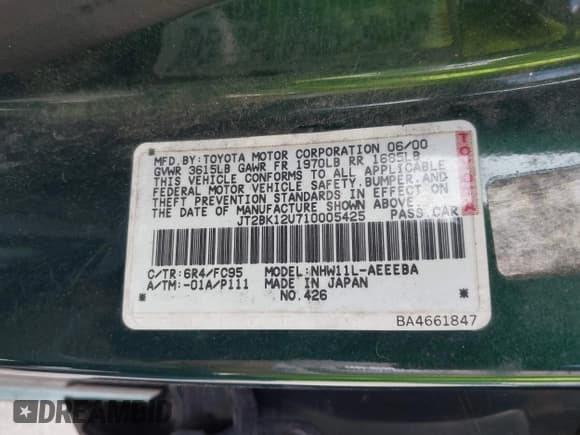 MFD. BY: TOYOTA MOTOR CORPORATION 06/00
GVWR 3615LB GAWR FR 1970LB RR 1695LB
THIS VEHICLE CONFORMS TO ALL APPLICABLE
FEDERAL MOTOR VEHICLE SAFETY, BUMPER, AND
THEFT PREVENTION STANDARDS IN EFFECT ON
THE DATE OF MANUFACTURE SHOWN ABOVE.
JT2BK12U710005425 PASS. CAR
TOYOTA
C/TR: 6R4/FC95 MODEL: NHW11L-AEEEBA
A/TM: -01A/P111 MADE IN JAPAN
NO. 426
BA4661847
DREAMBID